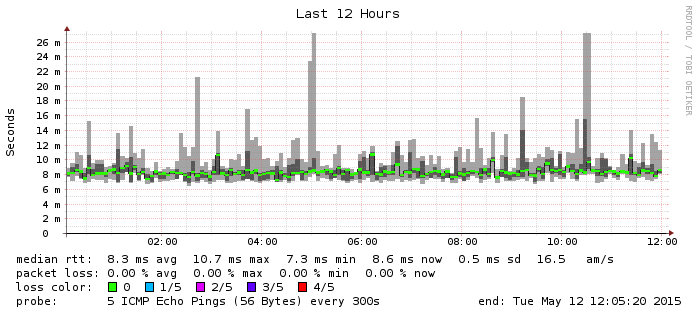 Last 12 Hours
RRDTOOL / TOBI OETIKER
Seconds
26 m
24 m
22 m
20 m
18 m
16 m
14 m
12 m
10 m
8 m
6 m
4 m
2 m
0
02:00 04:00 06:00 08:00 10:00 12:00
median rtt: 8.3 ms avg 10.7 ms max 7.3 ms min 8.6 ms now 0.5 ms sd 16.5 am/s
packet loss: 0.00 % avg 0.00 % max 0.00 % min 0.00 % now
loss color: 0 1/5 2/5 3/5 4/5
probe: 5 ICMP Echo Pings (56 Bytes) every 300s end: Tue May 12 12:05:20 2015